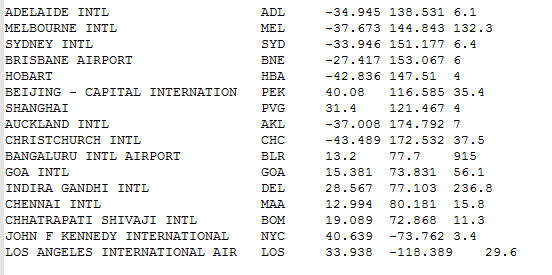 ADELAIDE INTL ADL -34.945 138.531 6.1
MELBOURNE INTL MEL -37.673 144.843 132.3
SYDNEY INTL SYD -33.946 151.177 6.4
BRISBANE AIRPORT BNE -27.417 153.067 6
HOBART HBA -42.836 147.51 4
BEIJING - CAPITAL INTERNATION PEK 40.08 116.585 35.4
SHANGHAI PVG 31.4 121.467 4
AUCKLAND INTL AKL -37.008 174.792 7
CHRISTCHURCH INTL CHC -43.489 172.532 37.5
BANGALURU INTL AIRPORT BLR 13.2 77.7 915
GOA INTL GOA 15.381 73.831 56.1
INDIRA GANDHI INTL DEL 28.567 77.103 236.8
CHENNAI INTL MAA 12.994 80.181 15.8
CHHATRAPATI SHIVAJI INTL BOM 19.089 72.868 11.3
JOHN F KENNEDY INTERNATIONAL NYC 40.639 -73.762 3.4
LOS ANGELES INTERNATIONAL AIR LOS 33.938 -118.389 29.6